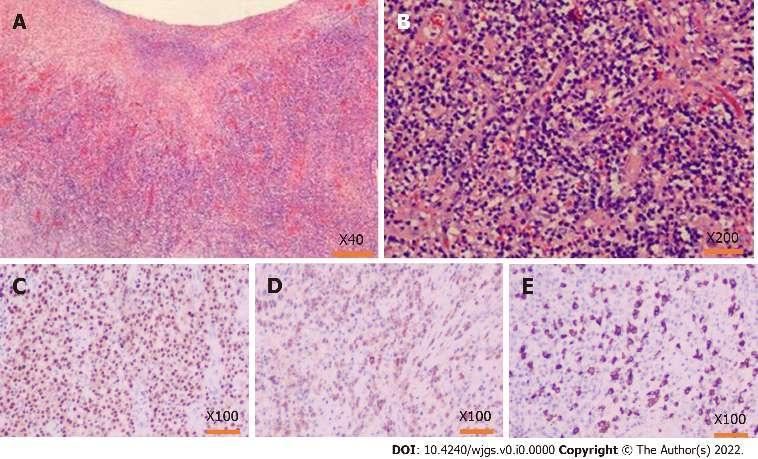 A
B
X40
X200
C
D
E
X100
X100
X100
DOI: 10.4240/wjgs.v0.i0.0000 Copyright © The Author(s) 2022.